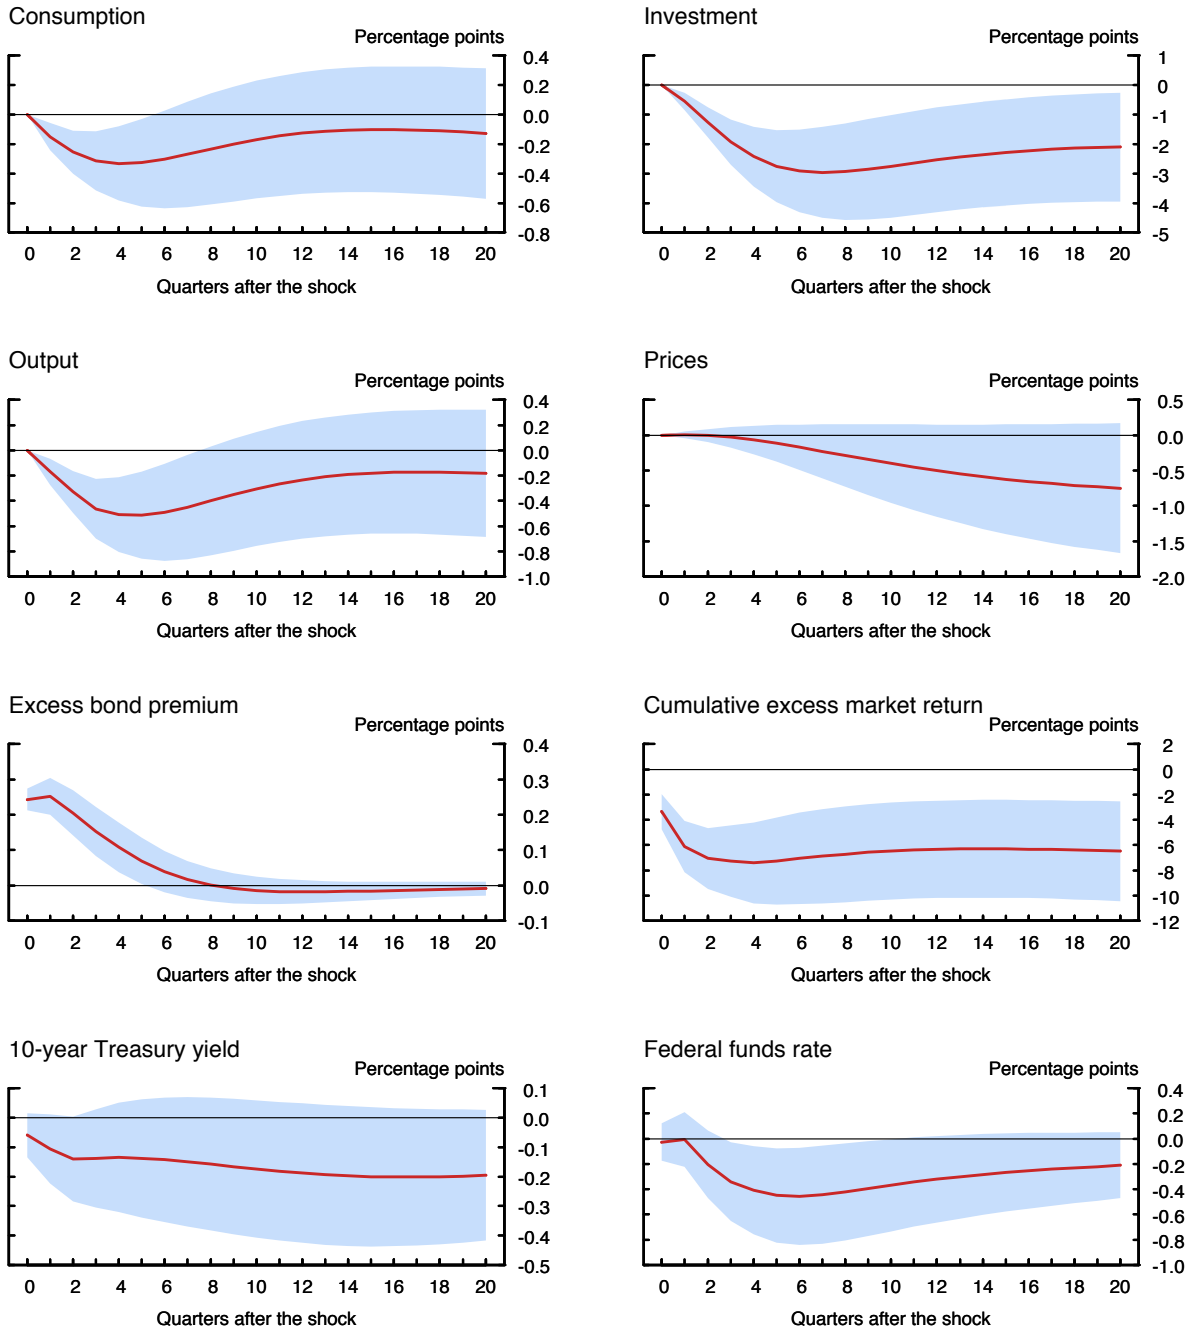 Consumption
Percentage points
0.4
0.2
0.0
-0.2
-0.4
-0.6
-0.8
0 2 4 6 8 10 12 14 16 18 20
Quarters after the shock
Investment
Percentage points
1
0
-1
-2
-3
-4
-5
0 2 4 6 8 10 12 14 16 18 20
Quarters after the shock
Output
Percentage points
0.4
0.2
0.0
-0.2
-0.4
-0.6
-0.8
-1.0
0 2 4 6 8 10 12 14 16 18 20
Quarters after the shock
Prices
Percentage points
0.5
0.0
-0.5
-1.0
-1.5
-2.0
0 2 4 6 8 10 12 14 16 18 20
Quarters after the shock
Excess bond premium
Percentage points
0.4
0.3
0.2
0.1
0.0
-0.1
0 2 4 6 8 10 12 14 16 18 20
Quarters after the shock
Cumulative excess market return
Percentage points
2
0
-2
-4
-6
-8
-10
-12
0 2 4 6 8 10 12 14 16 18 20
Quarters after the shock
10-year Treasury yield
Percentage points
0.1
0.0
-0.1
-0.2
-0.3
-0.4
-0.5
0 2 4 6 8 10 12 14 16 18 20
Quarters after the shock
Federal funds rate
Percentage points
0.4
0.2
0.0
-0.2
-0.4
-0.6
-0.8
-1.0
0 2 4 6 8 10 12 14 16 18 20
Quarters after the shock